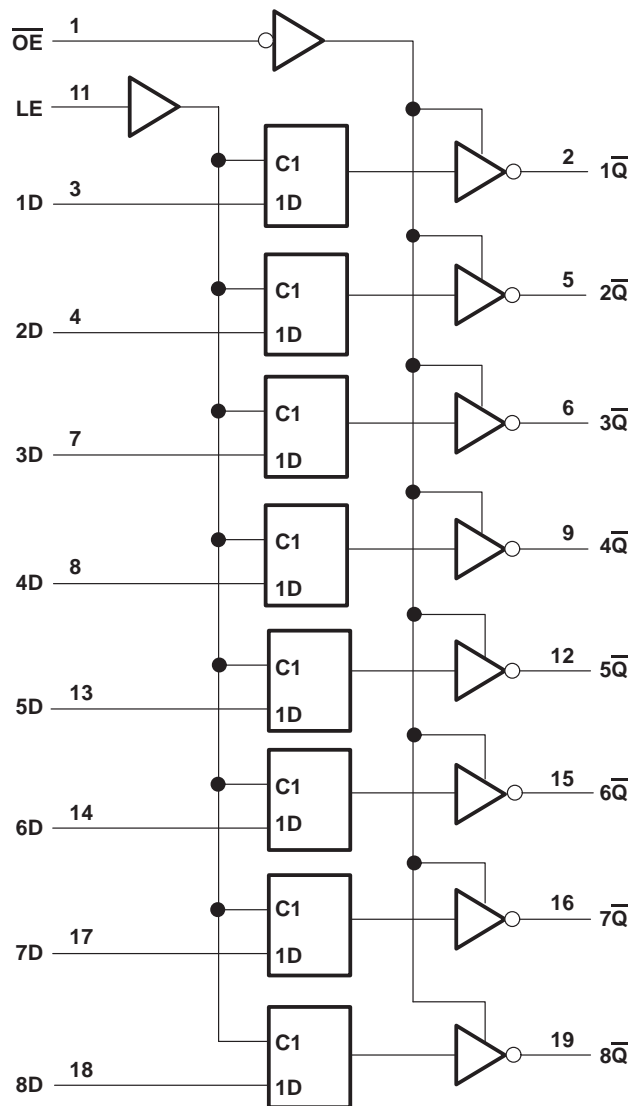 O̅E̅ 1
LE 11
C1
2 1Q̅
1D 3
1D
C1
5 2Q̅
2D 4
1D
C1
6 3Q̅
3D 7
1D
C1
9 4Q̅
4D 8
1D
C1
12 5Q̅
5D 13
1D
C1
15 6Q̅
6D 14
1D
C1
16 7Q̅
7D 17
1D
C1
19 8Q̅
8D 18
1D